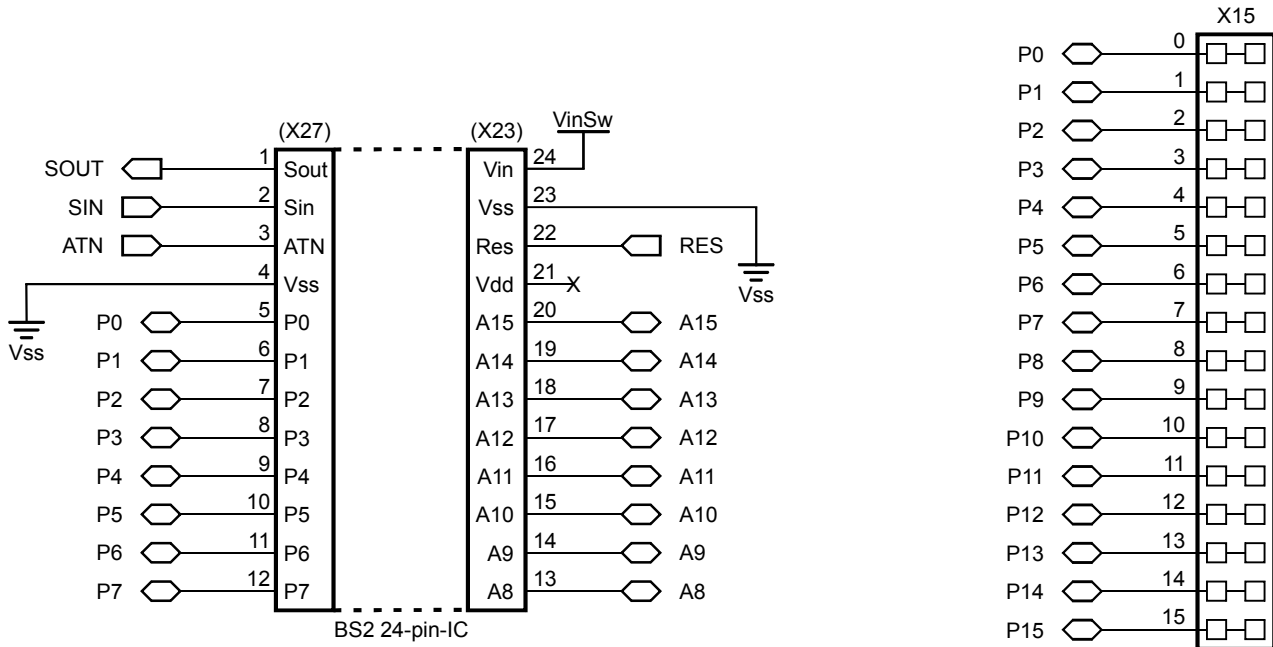 X15
P0 0
P1 1
P2 2
P3 3
P4 4
P5 5
P6 6
P7 7
P8 8
P9 9
P10 10
P11 11
P12 12
P13 13
P14 14
P15 15
(X27) (X23) VinSw
SOUT 1 Sout Vin 24
SIN 2 Sin Vss 23
ATN 3 ATN Res 22 RES
4 Vss Vdd 21 X
Vss
Vss
P0 5 P0 A15 20 A15
P1 6 P1 A14 19 A14
P2 7 P2 A13 18 A13
P3 8 P3 A12 17 A12
P4 9 P4 A11 16 A11
P5 10 P5 A10 15 A10
P6 11 P6 A9 14 A9
P7 12 P7 A8 13 A8
BS2 24-pin-IC